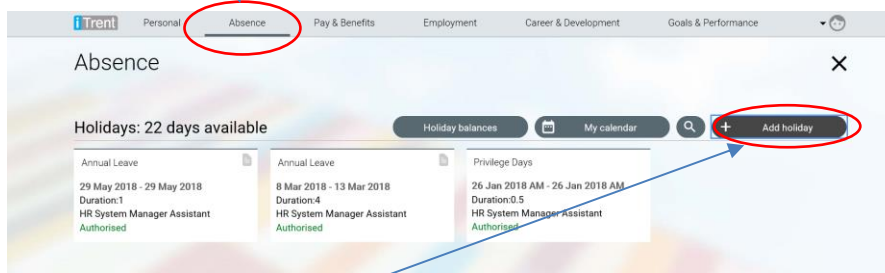 iTrent Personal Absence Pay & Benefits Employment Career & Development Goals & Performance
Absence
Holidays: 22 days available Holiday balances My calendar + Add holiday
Annual Leave
29 May 2018 - 29 May 2018
Duration:1
HR System Manager Assistant
Authorised
Annual Leave
8 Mar 2018 - 13 Mar 2018
Duration:4
HR System Manager Assistant
Authorised
Privilege Days
26 Jan 2018 AM - 26 Jan 2018 AM
Duration:0.5
HR System Manager Assistant
Authorised